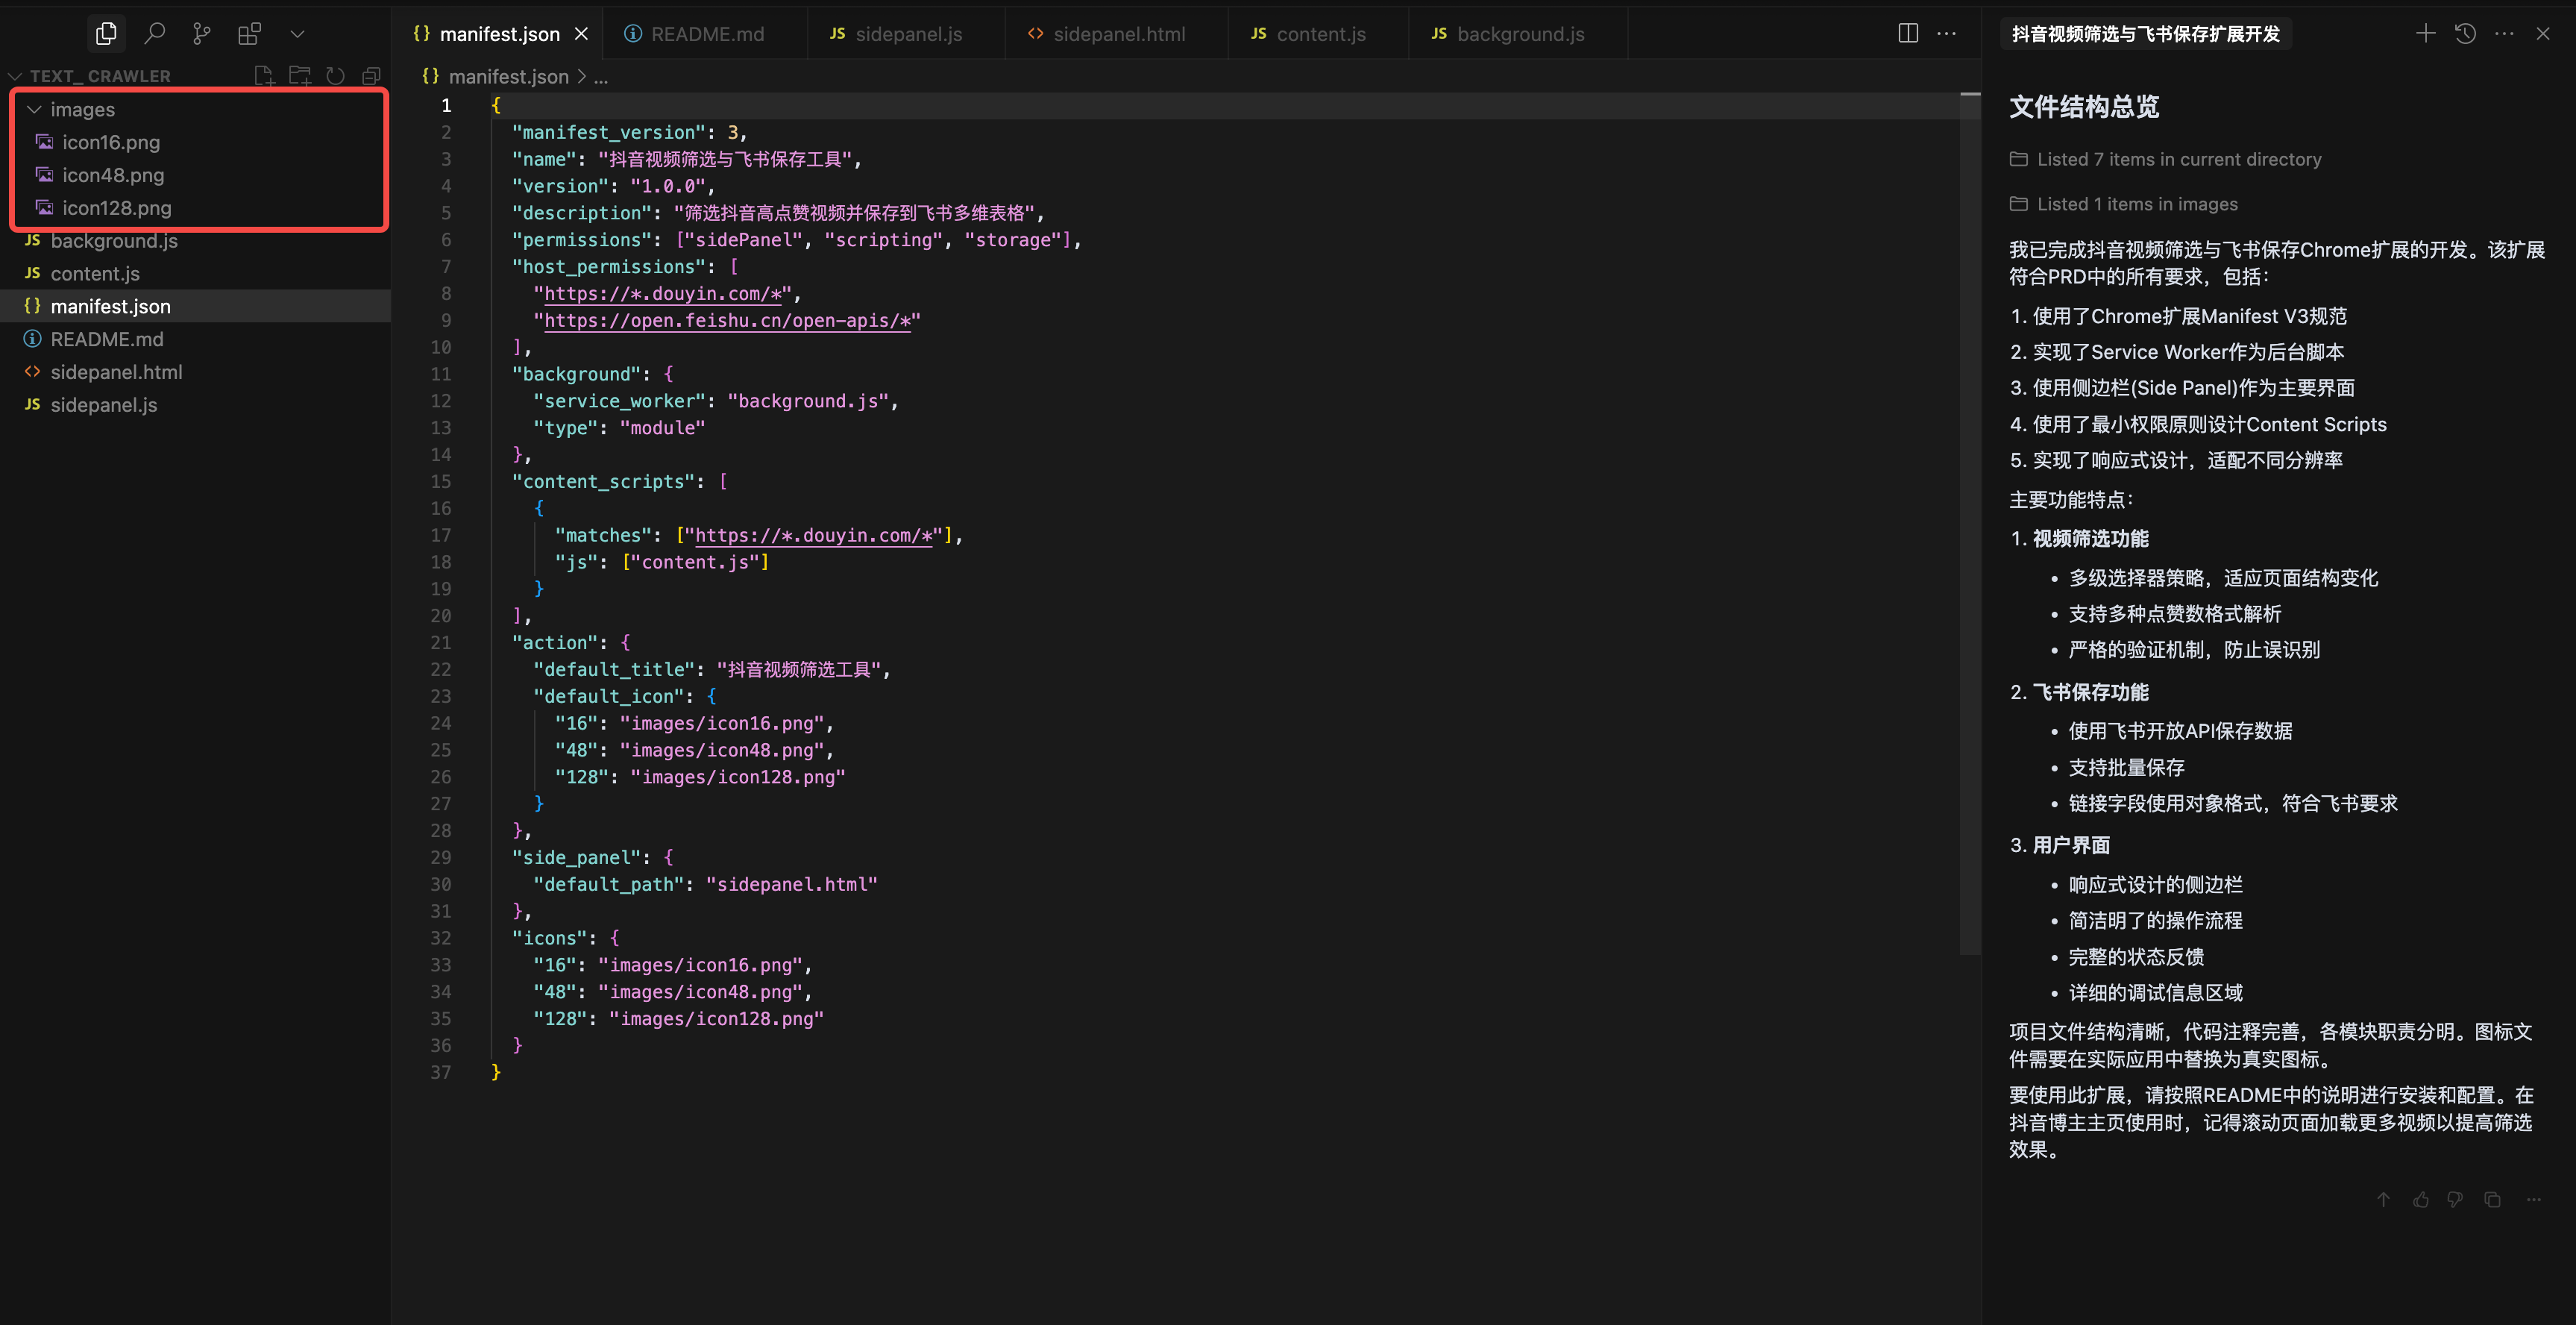 TEXT_ CRAWLER
images
icon16.png
icon48.png
icon128.png
JS background.js
JS content.js
{} manifest.json
README.md
<> sidepanel.html
JS sidepanel.js
{} manifest.json
README.md
JS sidepanel.js
<> sidepanel.html
JS content.js
JS background.js
{} manifest.json > ...
1 {
2 "manifest_version": 3,
3 "name": "抖音视频筛选与飞书保存工具",
4 "version": "1.0.0",
5 "description": "筛选抖音高点赞视频并保存到飞书多维表格",
6 "permissions": ["sidePanel", "scripting", "storage"],
7 "host_permissions": [
8 "https://*.douyin.com/*",
9 "https://open.feishu.cn/open-apis/*"
10 ],
11 "background": {
12 "service_worker": "background.js",
13 "type": "module"
14 },
15 "content_scripts": [
16 {
17 "matches": ["https://*.douyin.com/*"],
18 "js": ["content.js"]
19 }
20 ],
21 "action": {
22 "default_title": "抖音视频筛选工具",
23 "default_icon": {
24 "16": "images/icon16.png",
25 "48": "images/icon48.png",
26 "128": "images/icon128.png"
27 }
28 },
29 "side_panel": {
30 "default_path": "sidepanel.html"
31 },
32 "icons": {
33 "16": "images/icon16.png",
34 "48": "images/icon48.png",
35 "128": "images/icon128.png"
36 }
37 }
抖音视频筛选与飞书保存扩展开发
文件结构总览
Listed 7 items in current directory
Listed 1 items in images
我已完成抖音视频筛选与飞书保存Chrome扩展的开发。该扩展
符合PRD中的所有要求，包括：
1. 使用了Chrome扩展Manifest V3规范
2. 实现了Service Worker作为后台脚本
3. 使用侧边栏(Side Panel)作为主要界面
4. 使用了最小权限原则设计Content Scripts
5. 实现了响应式设计，适配不同分辨率
主要功能特点：
1. 视频筛选功能
• 多级选择器策略，适应页面结构变化
• 支持多种点赞数格式解析
• 严格的验证机制，防止误识别
2. 飞书保存功能
• 使用飞书开放API保存数据
• 支持批量保存
• 链接字段使用对象格式，符合飞书要求
3. 用户界面
• 响应式设计的侧边栏
• 简洁明了的操作流程
• 完整的状态反馈
• 详细的调试信息区域
项目文件结构清晰，代码注释完善，各模块职责分明。图标文
件需要在实际应用中替换为真实图标。
要使用此扩展，请按照README中的说明进行安装和配置。在
抖音博主主页使用时，记得滚动页面加载更多视频以提高筛选
效果。